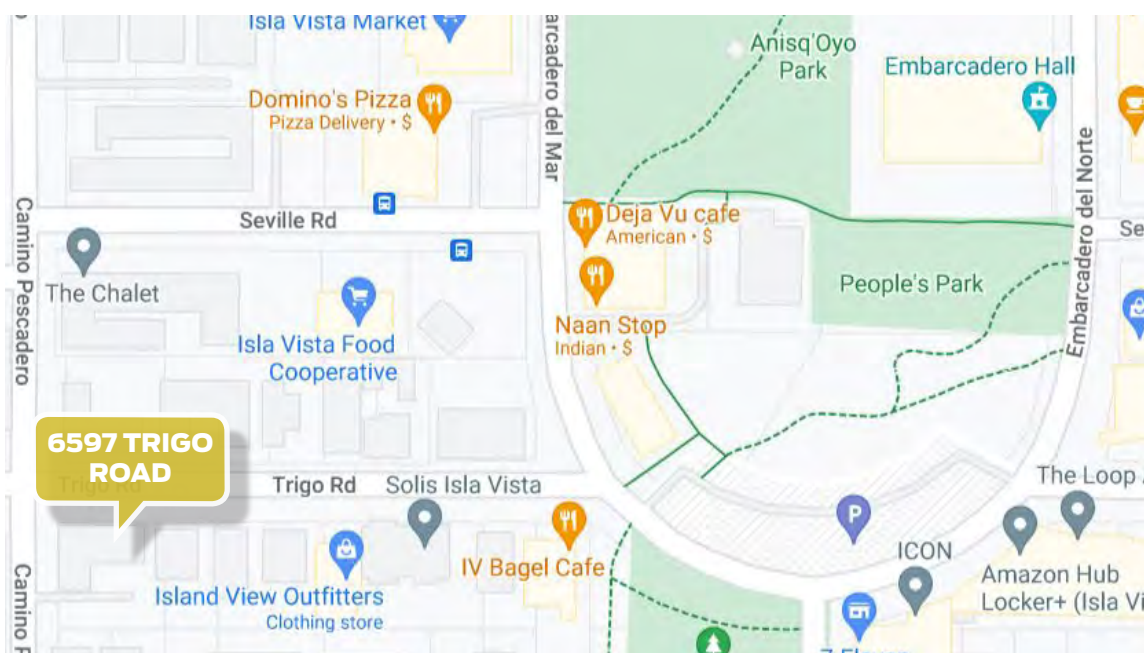 Isla Vista Market
Anisq'Oyo
Park
Embarcadero Hall
Domino's Pizza
Pizza Delivery • $
arcadero del Mar
Embarcadero del Norte
Camino Pescadero
Seville Rd
Deja Vu cafe
American • $
Se
The Chalet
People's Park
Isla Vista Food
Cooperative
Naan Stop
Indian • $
6597 TRIGO
ROAD
Trigo Rd
Trigo Rd
Solis Isla Vista
The Loop
P
IV Bagel Cafe
ICON
Island View Outfitters
Clothing store
Amazon Hub
Locker+ (Isla Vi
Camino P